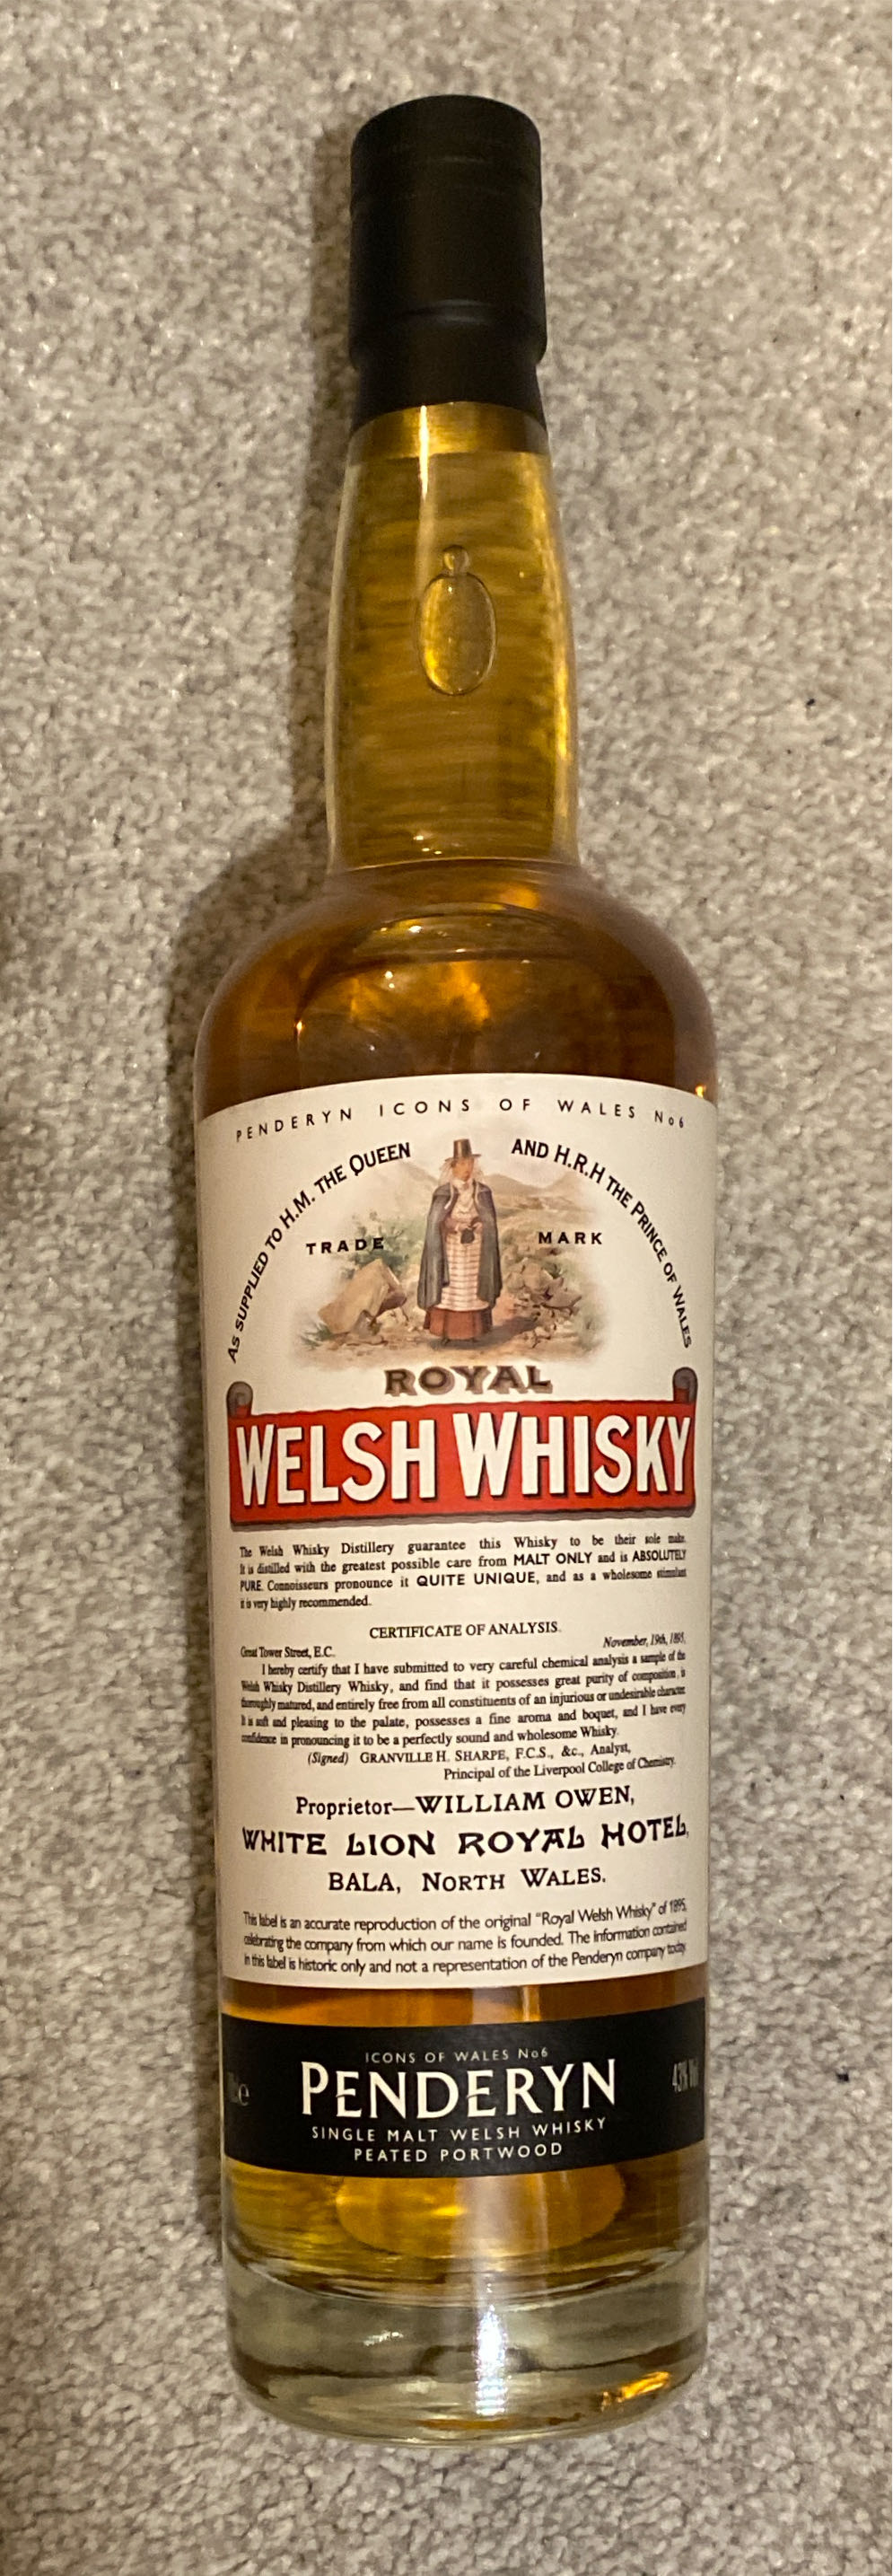 PENDERYN ICONS OF WALES No6
AS SUPPLIED TO H.M. THE QUEEN
AND H.R.H THE PRINCE OF WALES
TRADE MARK
ROYAL
WELSH WHISKY
The Welsh Whisky Distillery guarantee this Whisky to be their sole make.
It is distilled with the greatest possible care from MALT ONLY and is ABSOLUTELY
PURE. Connoisseurs pronounce it QUITE UNIQUE, and as a wholesome stimulant
it is very highly recommended.
CERTIFICATE OF ANALYSIS.
Great Tower Street, E.C.
November, 19th, 1895.
I hereby certify that I have submitted to very careful chemical analysis a sample of the
Welsh Whisky Distillery Whisky, and find that it possesses great purity of composition, is
thoroughly matured, and entirely free from all constituents of an injurious or undesirable character
It is soft and pleasing to the palate, possesses a fine aroma and boquet, and I have every
confidence in pronouncing it to be a perfectly sound and wholesome Whisky.
(Signed) GRANVILLE H. SHARPE, F.C.S., &c., Analyst,
Principal of the Liverpool College of Chemistry.
Proprietor—WILLIAM OWEN,
WHITE LION ROYAL HOTEL,
BALA, NORTH WALES.
This label is an accurate reproduction of the original "Royal Welsh Whisky" of 1895,
celebrating the company from which our name is founded. The information contained
in this label is historic only and not a representation of the Penderyn company today.
ICONS OF WALES No6
PENDERYN
43%
SINGLE MALT WELSH WHISKY
PEATED PORTWOOD